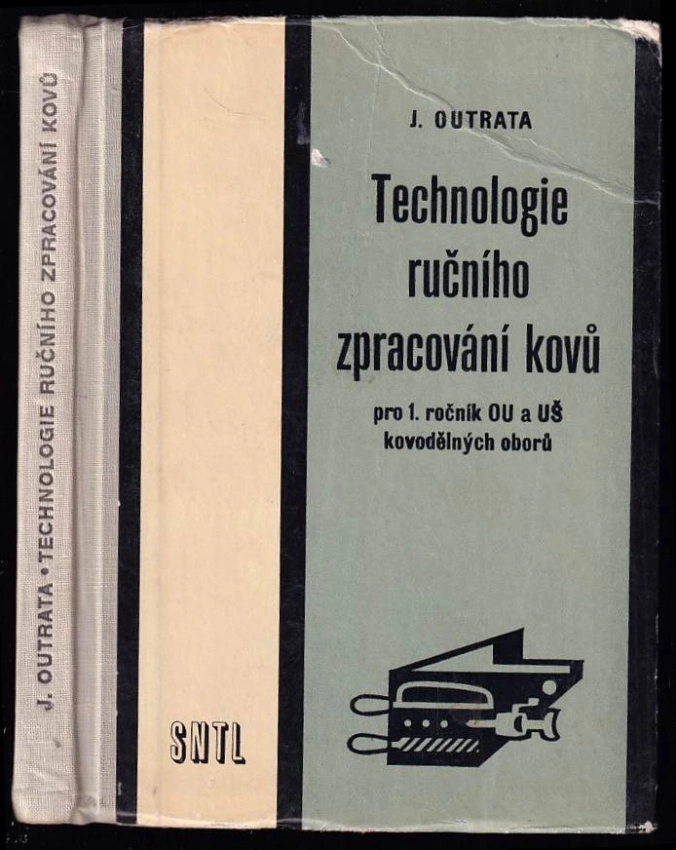 J. OUTRATA • TECHNOLOGIE RUČNÍHO ZPRACOVÁNÍ KOVŮ
J. OUTRATA
Technologie
ručního
zpracování kovů
pro 1. ročník OU a UŠ
kovodělných oborů
SNTL